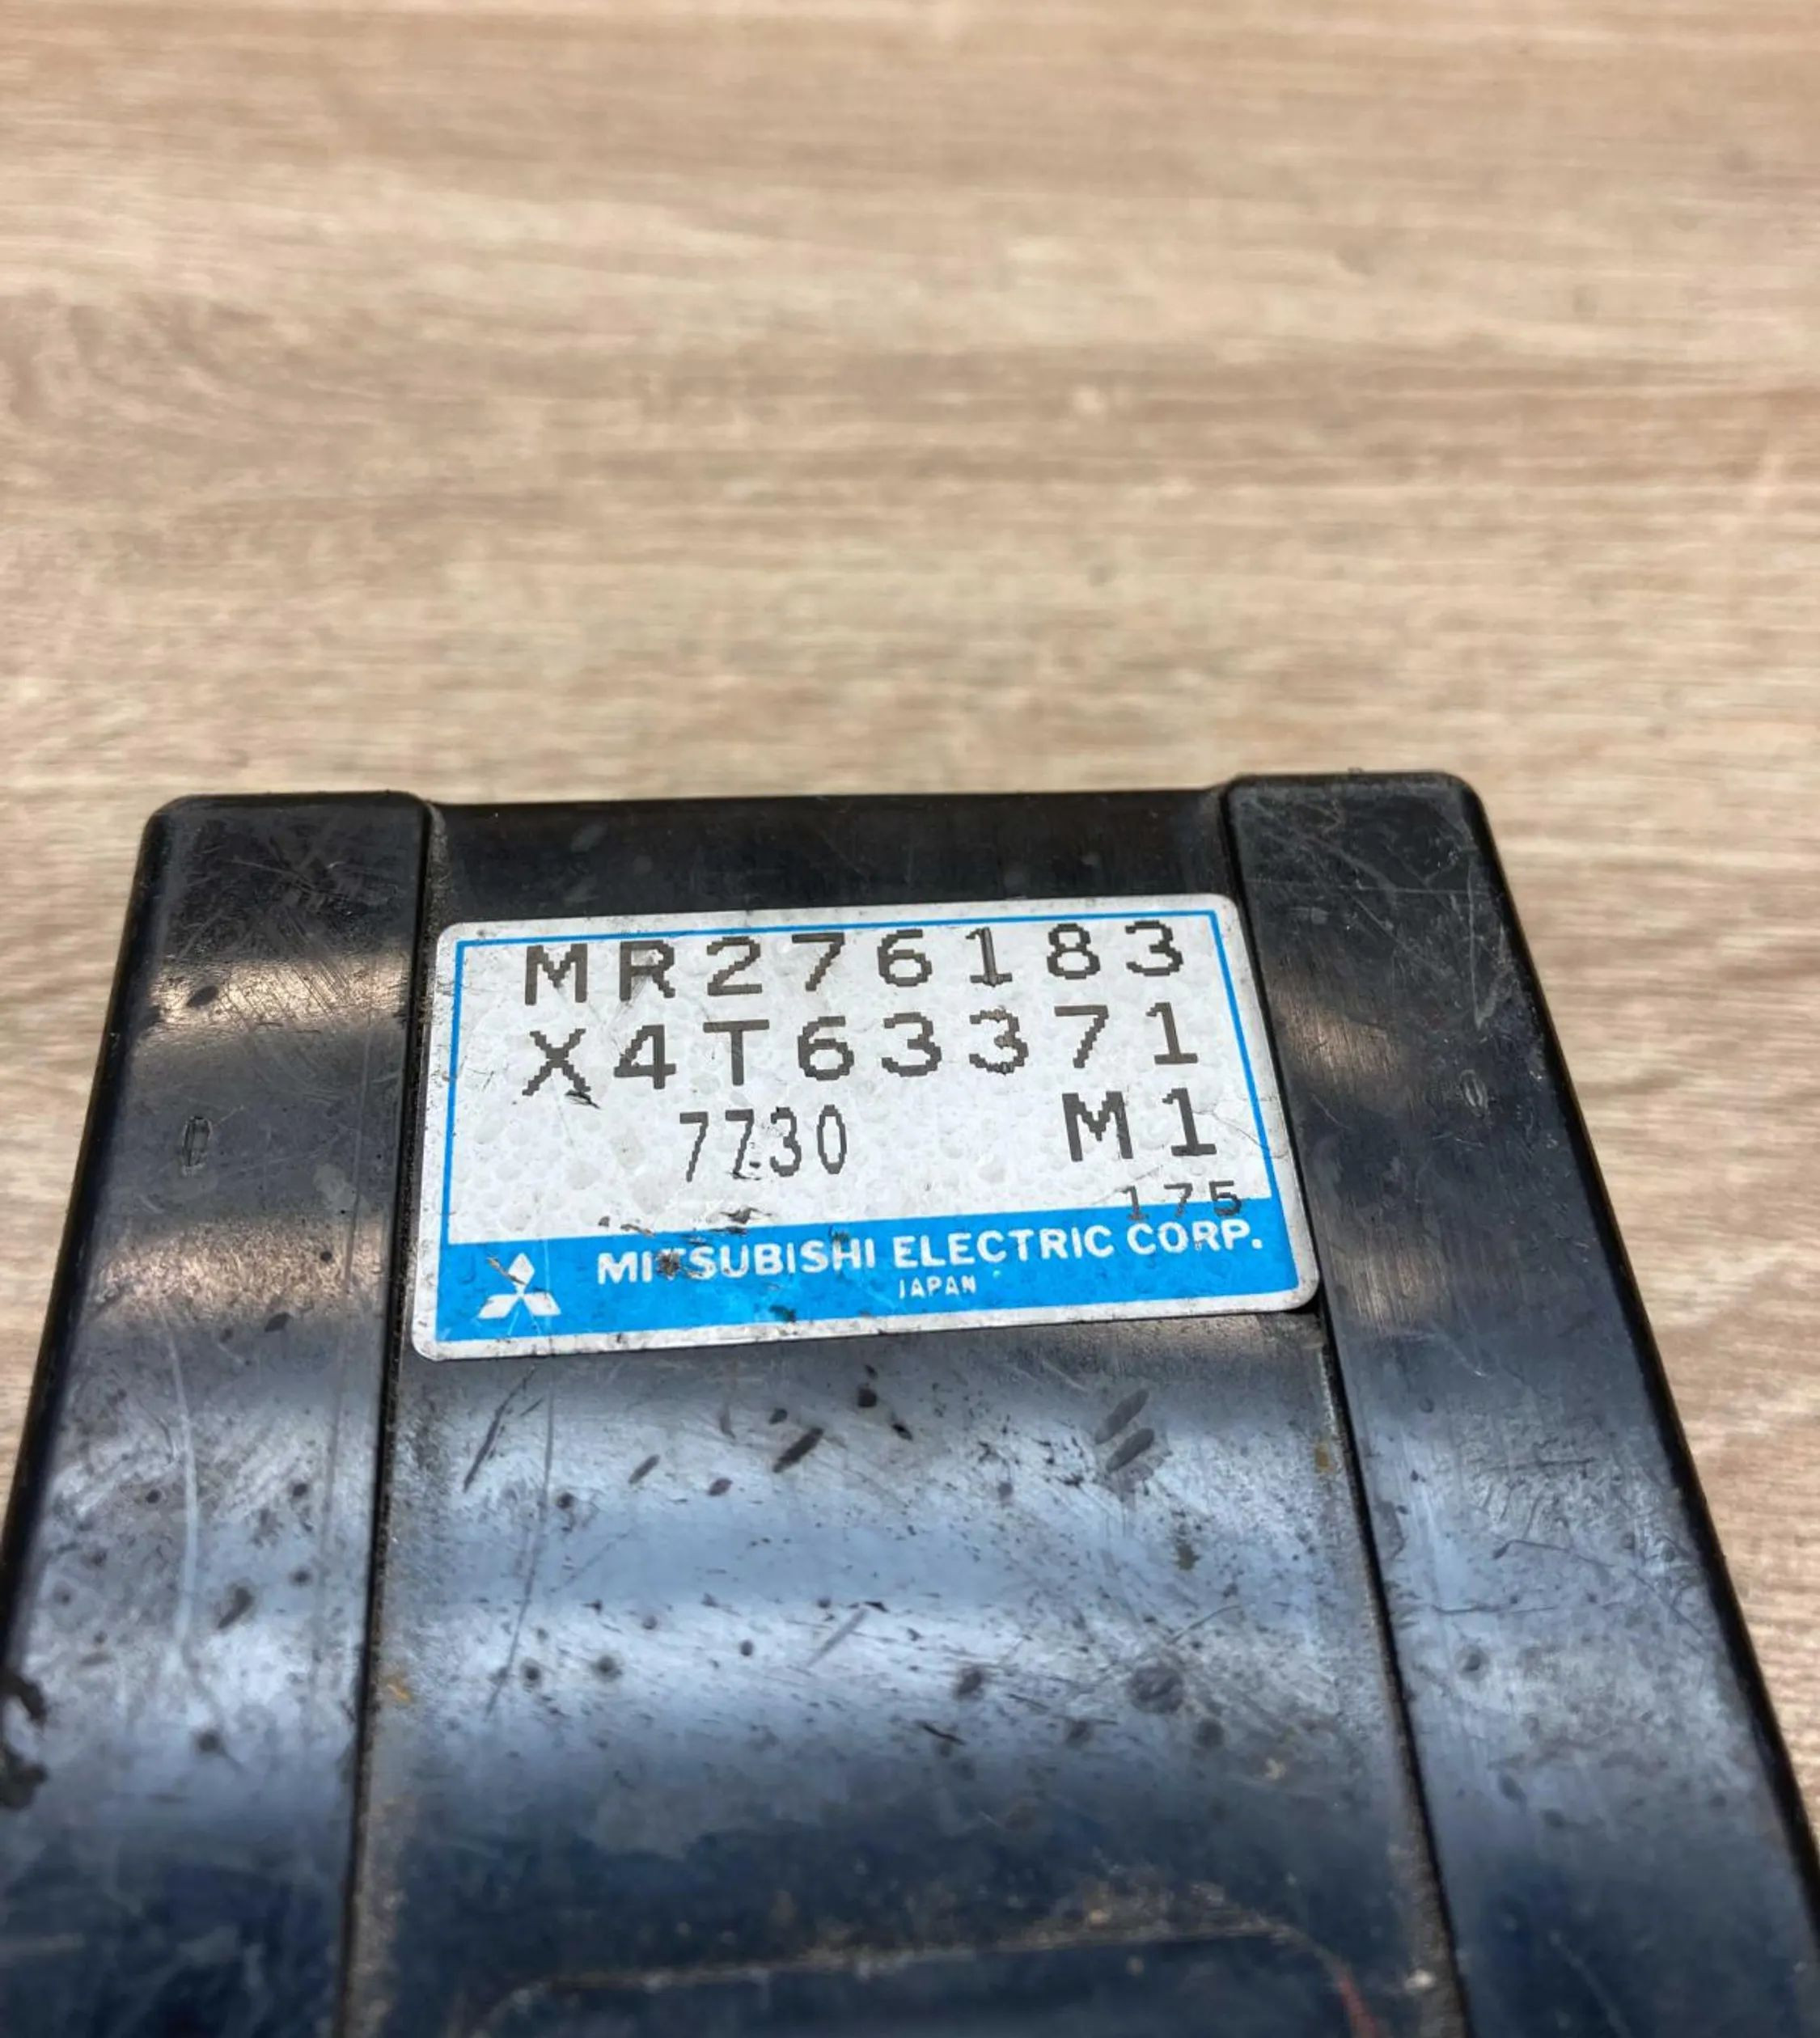 MR276183
X4T63371
7730 M1
175
MITSUBISHI ELECTRIC CORP.
JAPAN